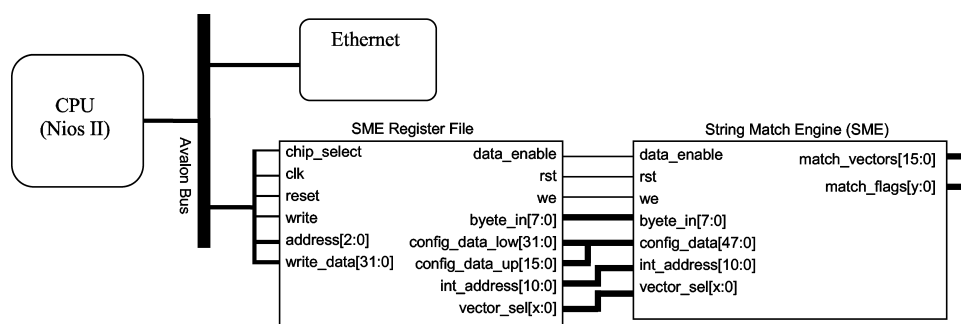 Ethernet
CPU
(Nios II)
Avalon Bus
SME Register File
chip_select
clk
reset
write
address[2:0]
write_data[31:0]
data_enable
rst
we
byete_in[7:0]
config_data_low[31:0]
config_data_up[15:0]
int_address[10:0]
vector_sel[x:0]
String Match Engine (SME)
data_enable
rst
we
byete_in[7:0]
config_data[47:0]
int_address[10:0]
vector_sel[x:0]
match_vectors[15:0]
match_flags[y:0]